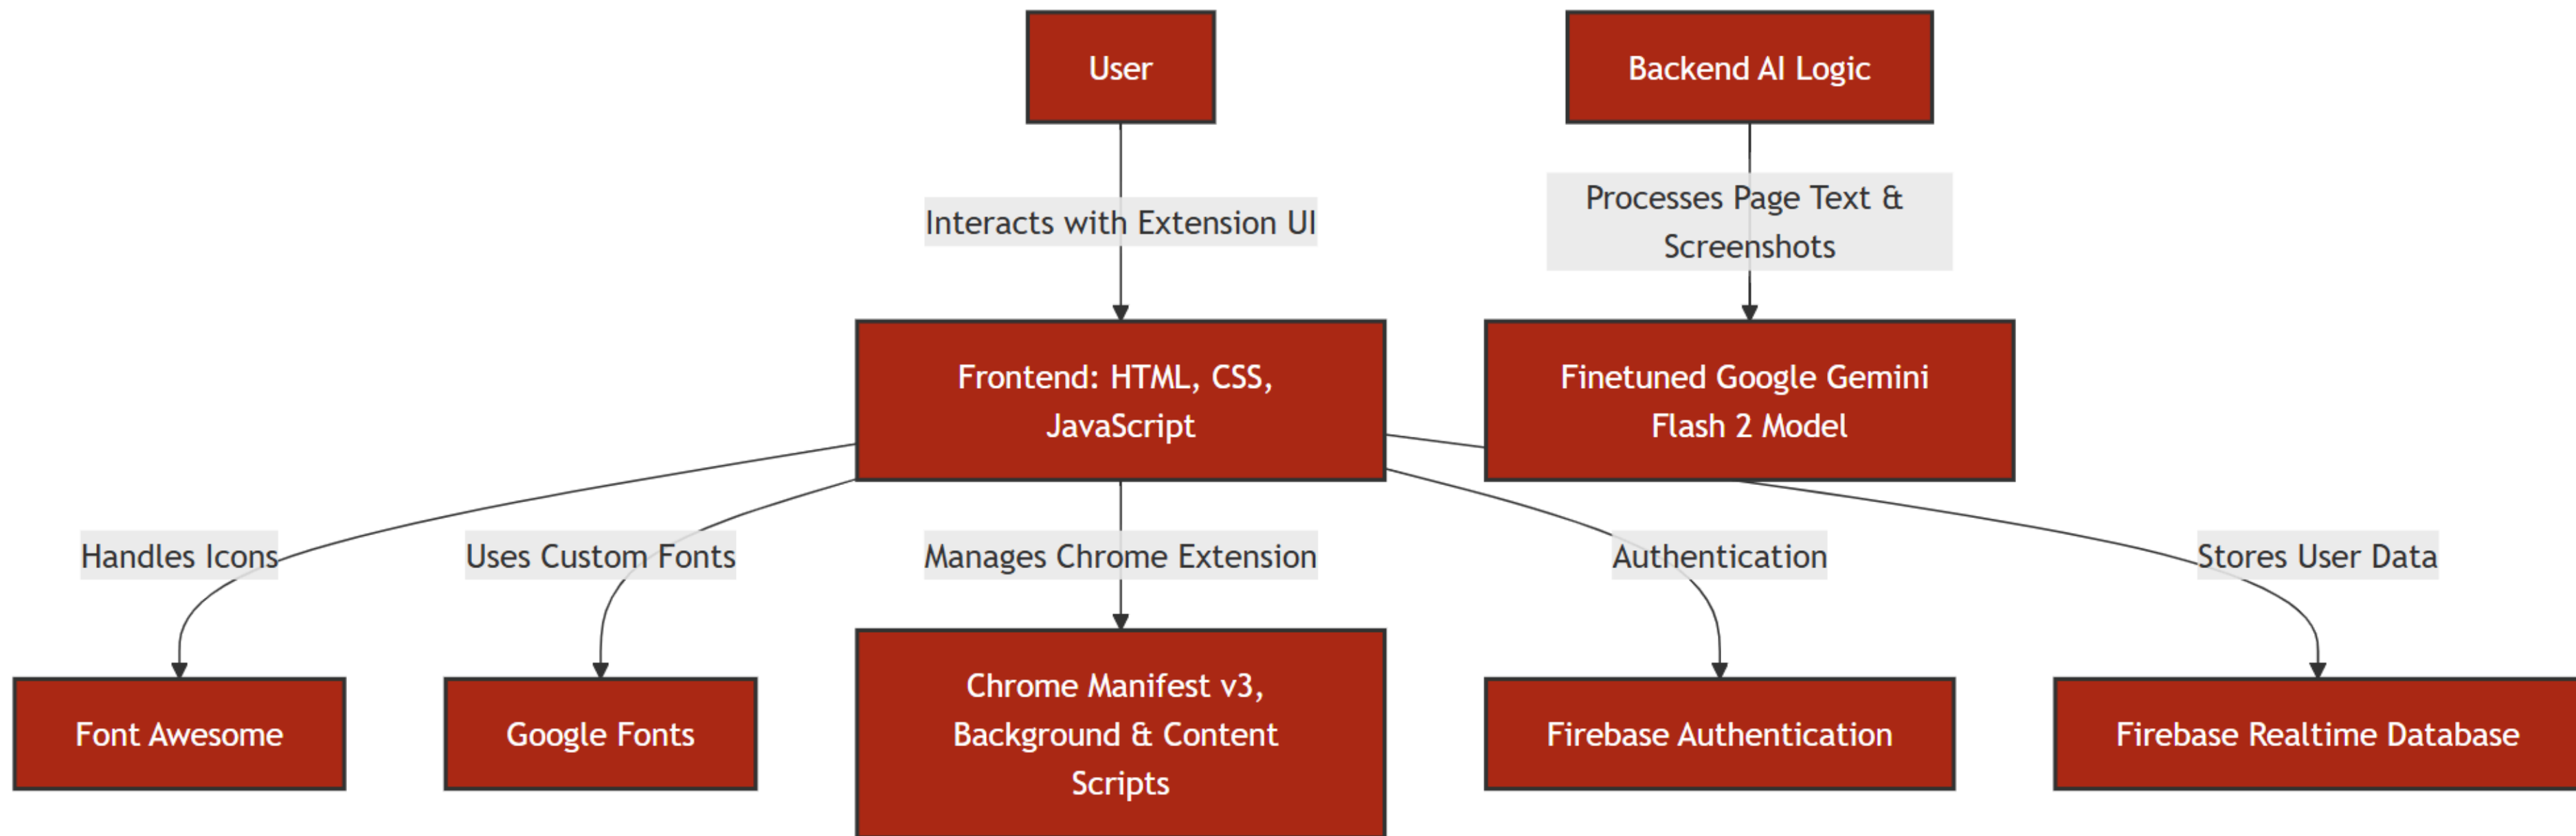 User
Backend AI Logic
Interacts with Extension UI
Processes Page Text &
Screenshots
Frontend: HTML, CSS,
JavaScript
Finetuned Google Gemini
Flash 2 Model
Handles Icons
Uses Custom Fonts
Manages Chrome Extension
Authentication
Stores User Data
Font Awesome
Google Fonts
Chrome Manifest v3,
Background & Content
Scripts
Firebase Authentication
Firebase Realtime Database